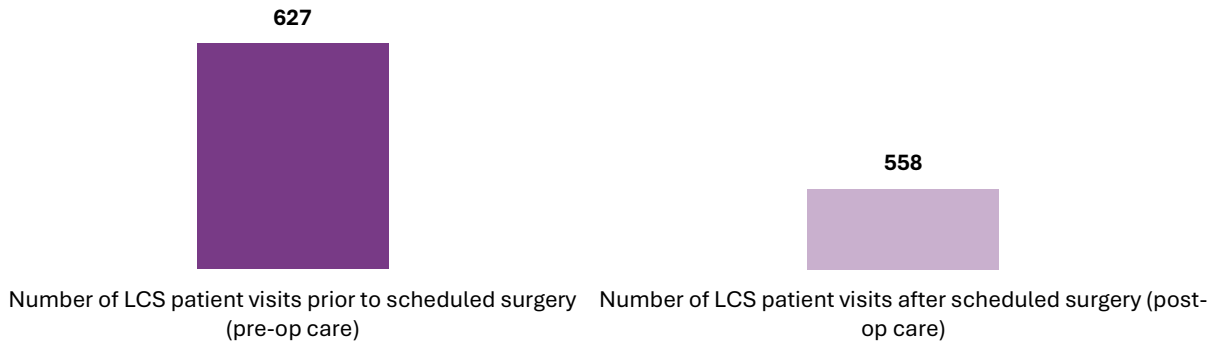 627
558
Number of LCS patient visits prior to scheduled surgery
(pre-op care)
Number of LCS patient visits after scheduled surgery (post-
op care)